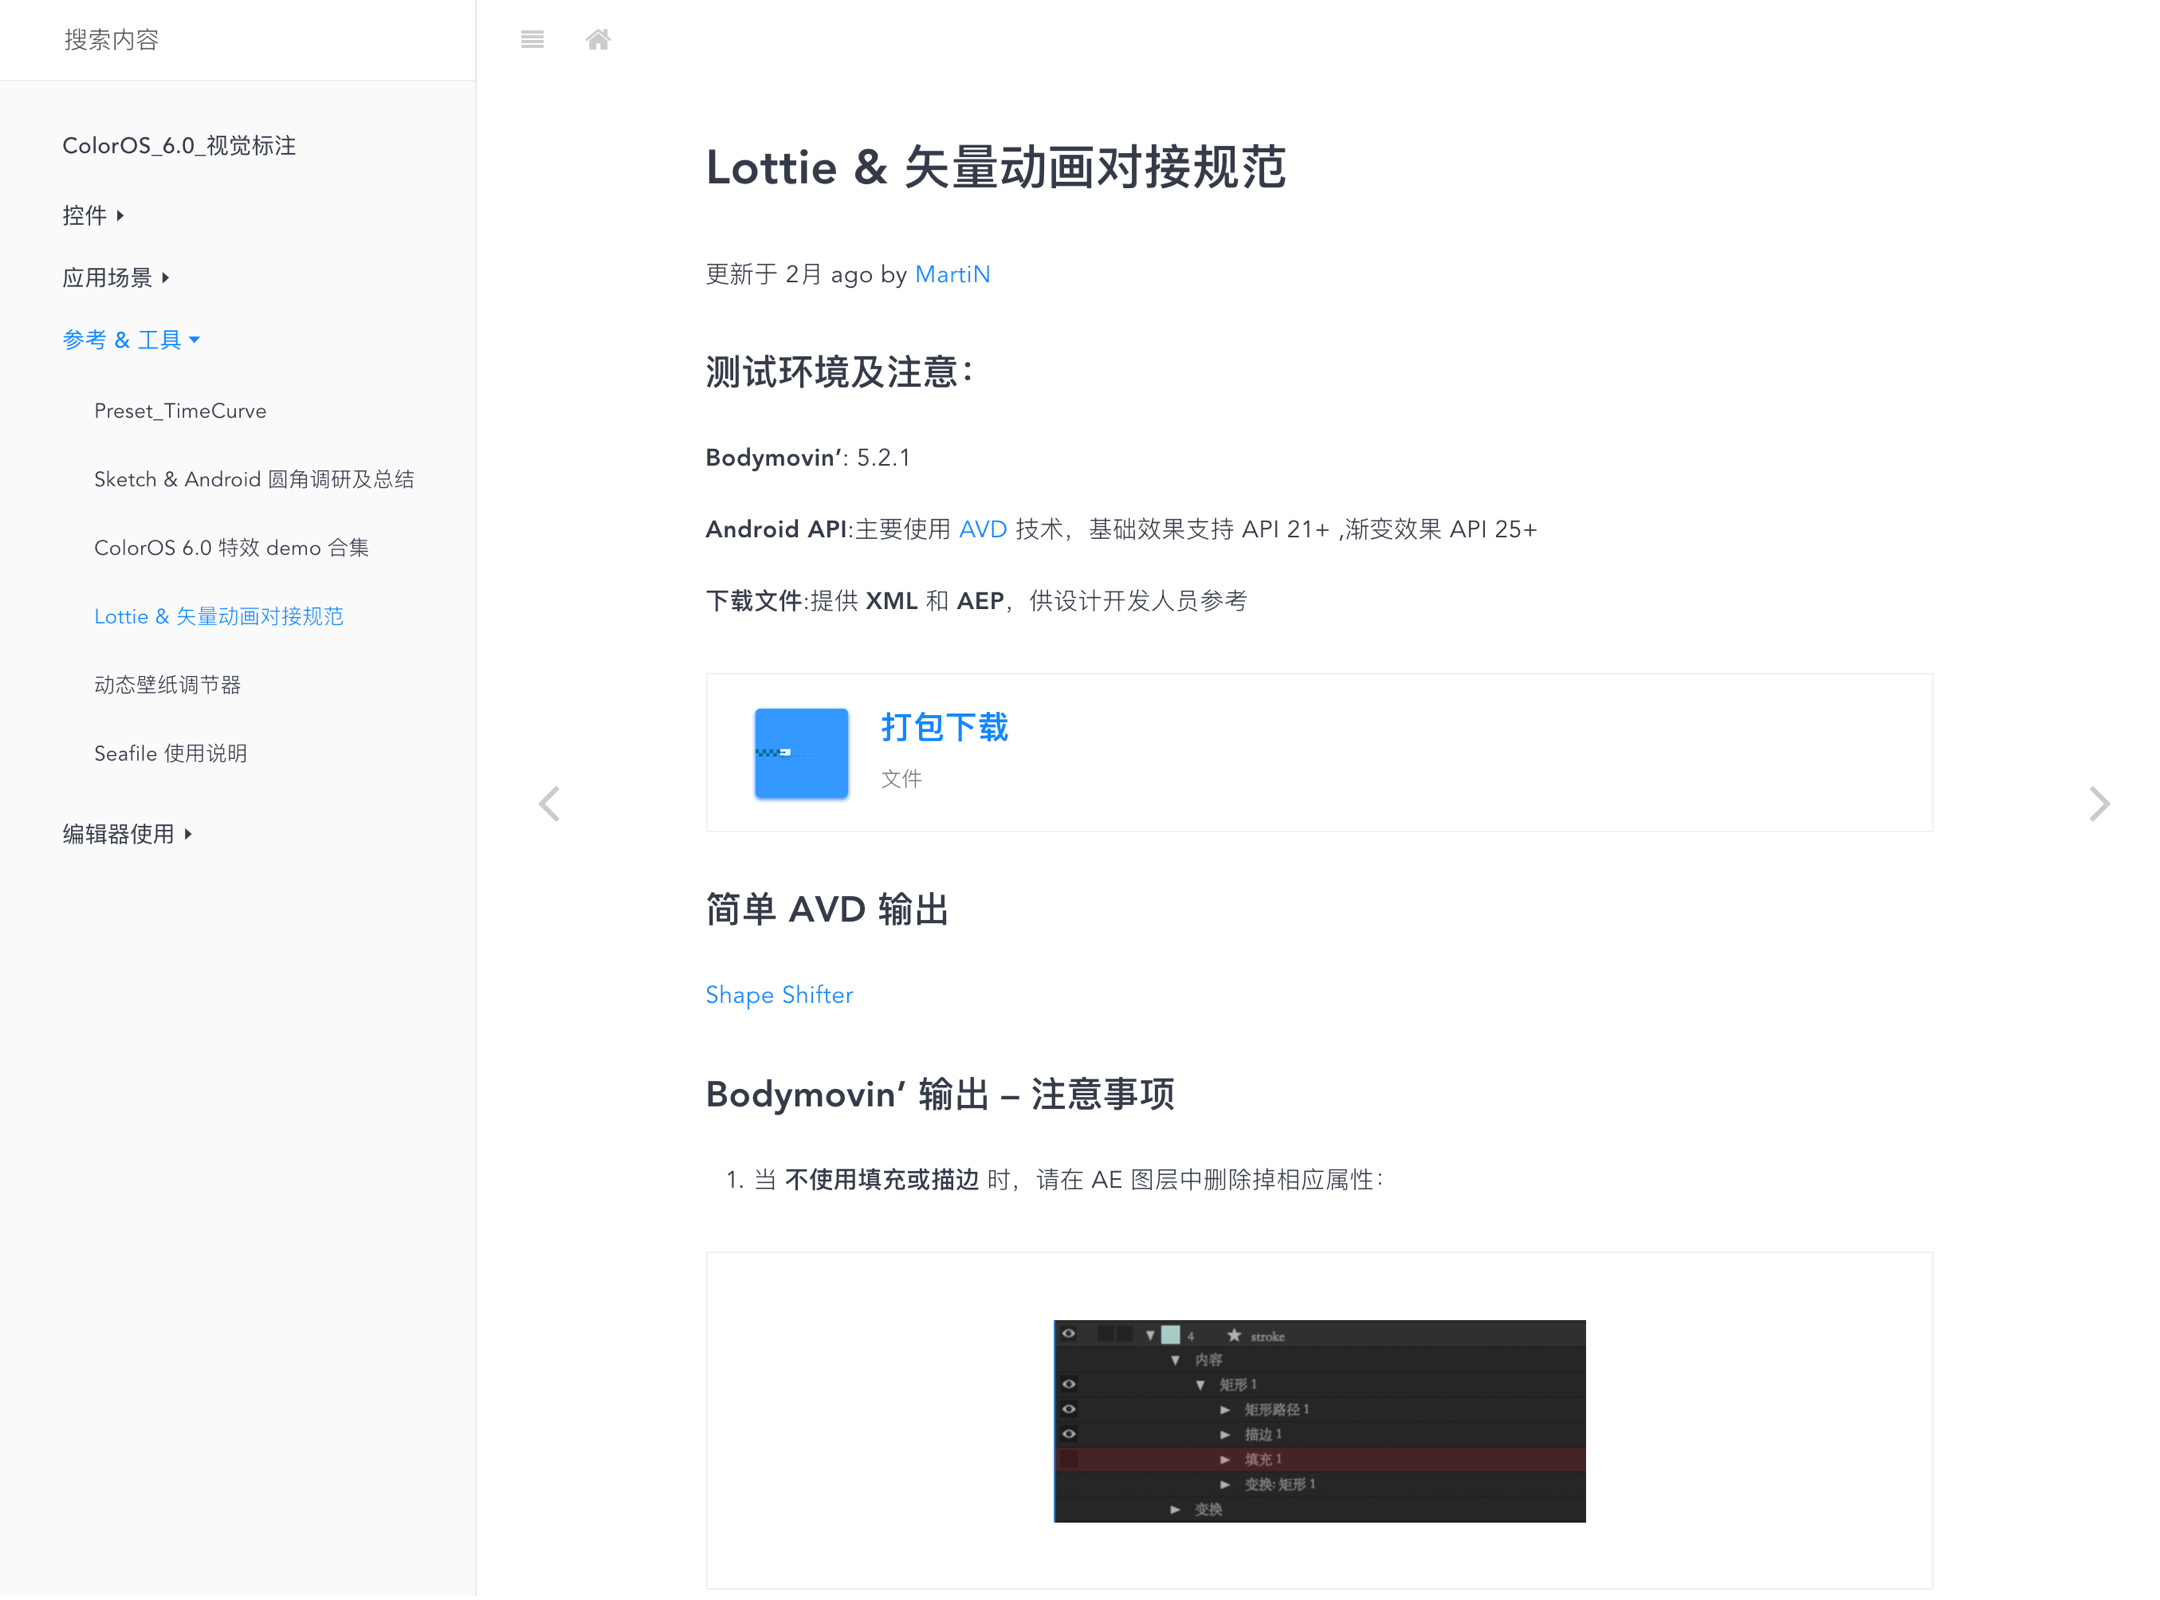 搜索内容
ColorOS_6.0_视觉标注
控件
应用场景
参考 & 工具
Preset_TimeCurve
Sketch & Android 圆角调研及总结
ColorOS 6.0 特效 demo 合集
Lottie & 矢量动画对接规范
动态壁纸调节器
Seafile 使用说明
编辑器使用
Lottie & 矢量动画对接规范
更新于 2月 ago by MartiN
测试环境及注意：
Bodymovin’: 5.2.1
Android API:主要使用 AVD 技术，基础效果支持 API 21+ ,渐变效果 API 25+
下载文件:提供 XML 和 AEP，供设计开发人员参考
打包下载
文件
简单 AVD 输出
Shape Shifter
Bodymovin’ 输出 – 注意事项
1. 当 不使用填充或描边 时，请在 AE 图层中删除掉相应属性：
4 stroke
内容
矩形 1
矩形路径 1
描边 1
填充 1
变换: 矩形 1
变换